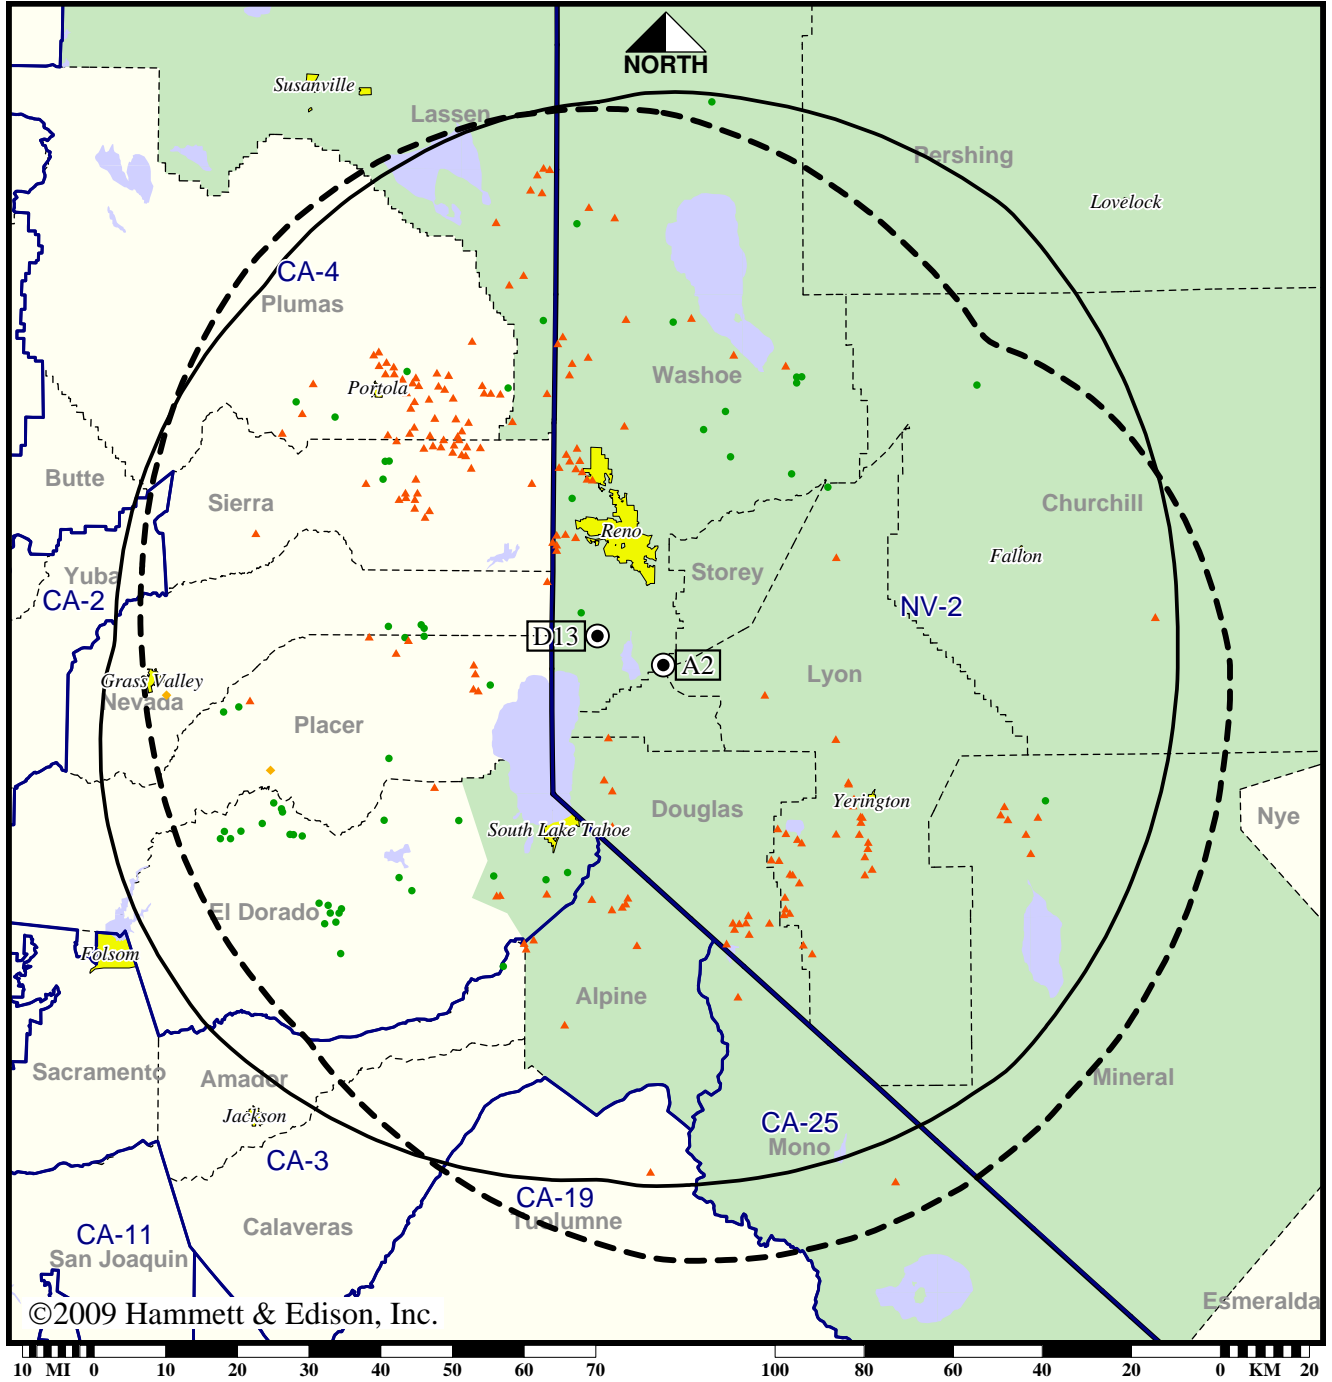 NORTH
Susanville
Lassen
Pershing
Lovelock
CA-4
Plumas
Washoe
Portola
Butte
Sierra
Churchill
Reno
Fallon
Yuba
Storey
CA-2
NV-2
D13
A2
Grass Valley
Nevada
Lyon
Placer
Yerington
Douglas
Nye
South Lake Tahoe
El Dorado
Folsom
Alpine
Sacramento
Amador
Mineral
Jackson
CA-25
Mono
CA-3
CA-19
Tuolumne
Calaveras
CA-11
San Joaquin
Esmeralda
©2009 Hammett & Edison, Inc.
10 MI 0 10 20 30 40 50 60 70 100 80 60 40 20 0 KM 20